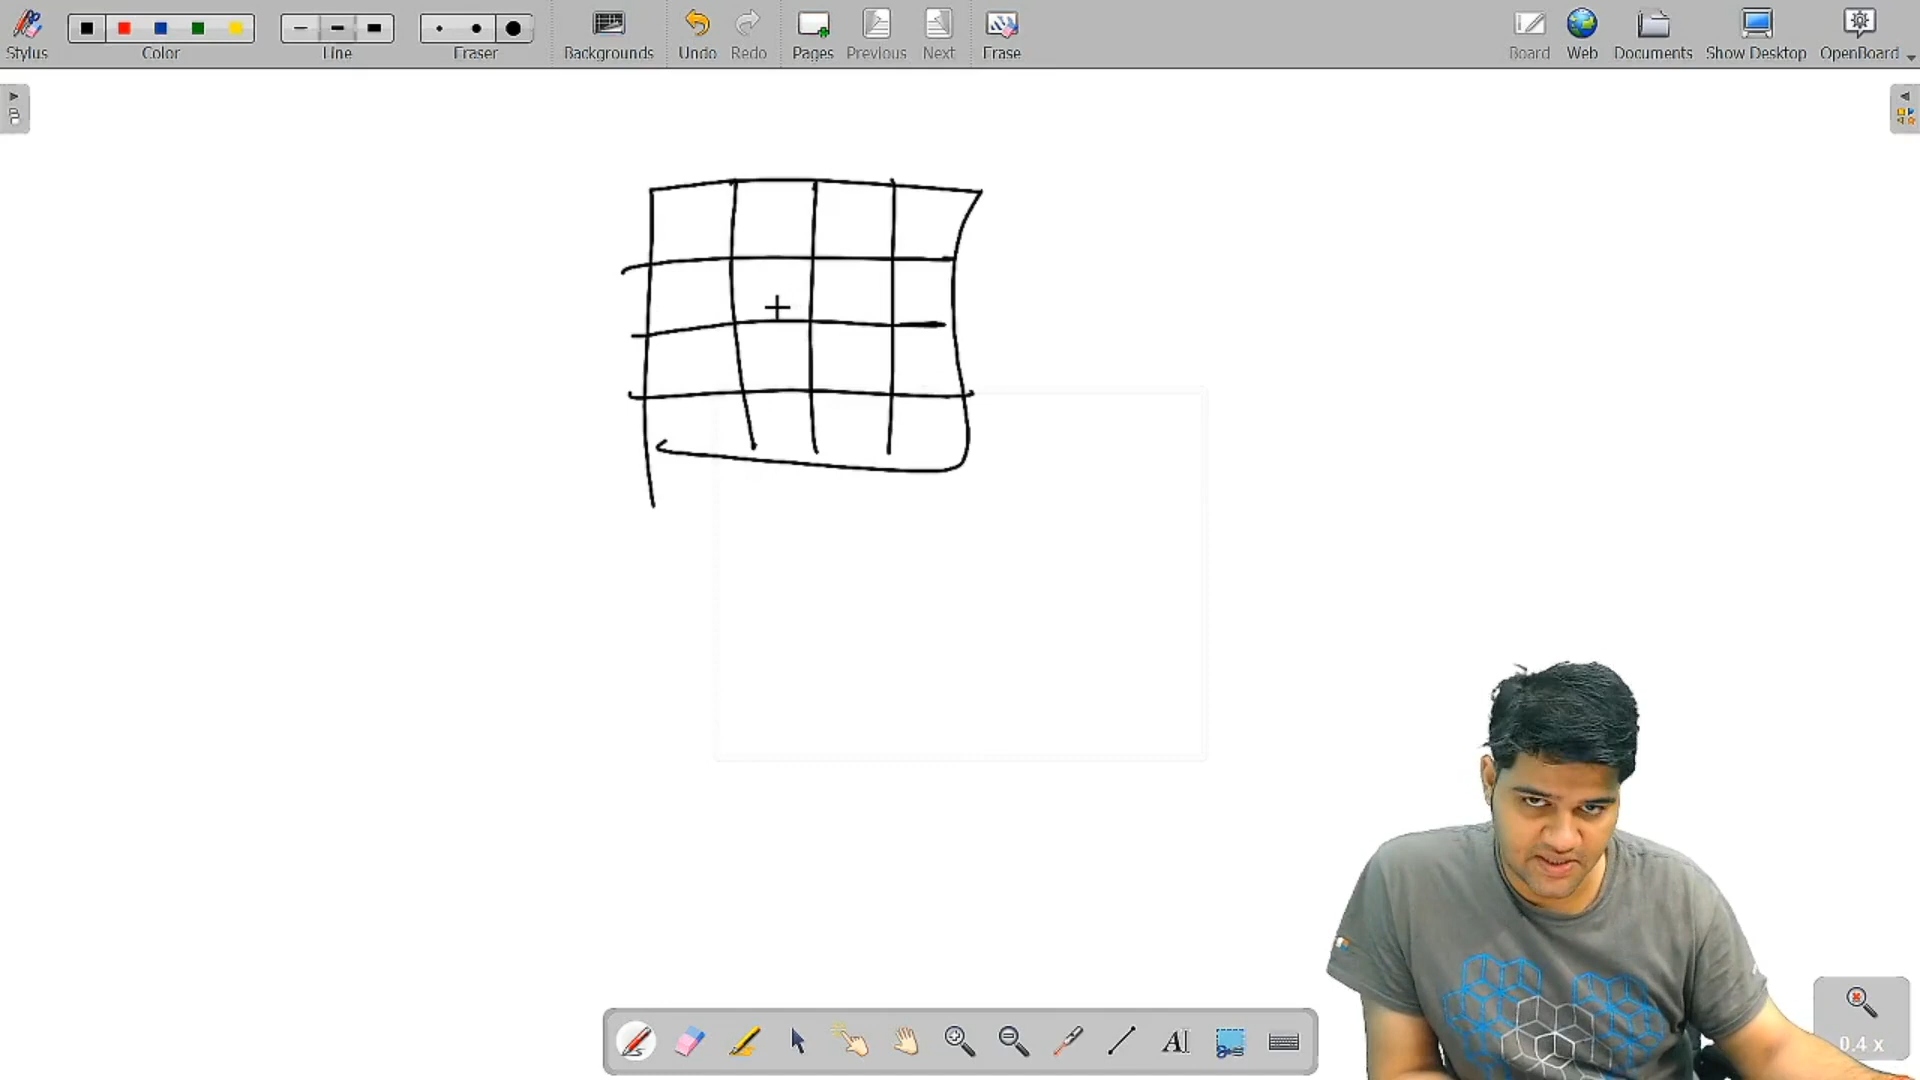 Stylus
Color
Line
Eraser
Backgrounds
Undo
Redo
Pages
Previous
Next
Erase
Board
Web
Documents
Show Desktop
OpenBoard
0.4 x